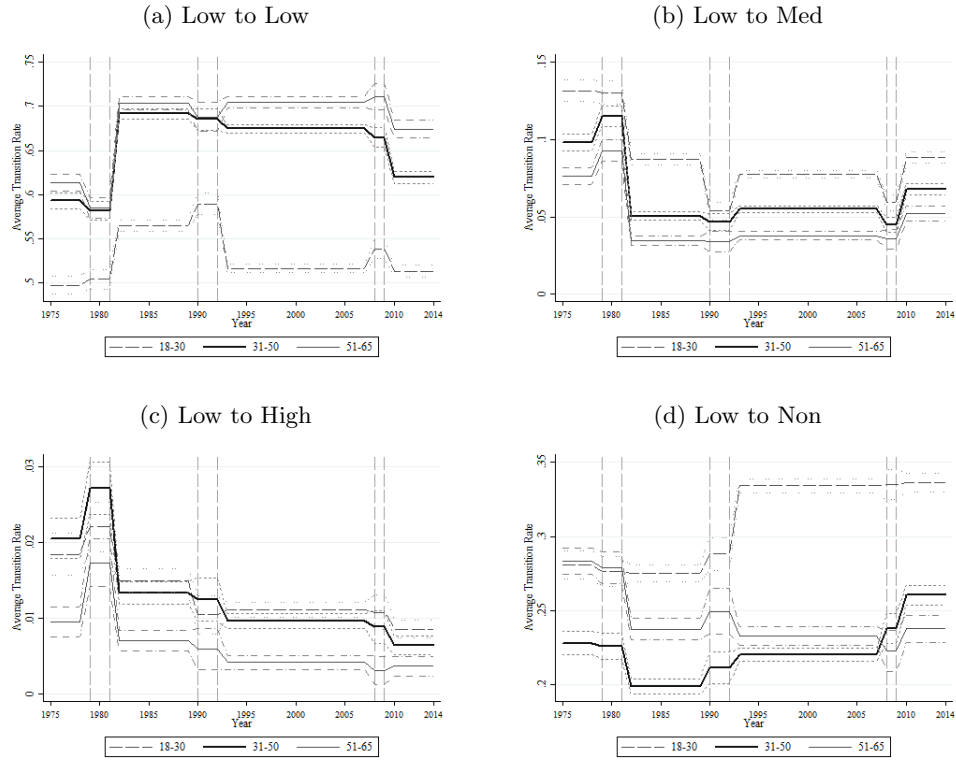 (a) Low to Low
Average Transition Rate
.75
.7
.65
.6
.55
.5
1975 1980 1985 1990 1995 2000 2005 2010 2014
Year
18-30 31-50 51-65
(b) Low to Med
Average Transition Rate
.15
.1
.05
0
1975 1980 1985 1990 1995 2000 2005 2010 2014
Year
18-30 31-50 51-65
(c) Low to High
Average Transition Rate
.03
.02
.01
0
1975 1980 1985 1990 1995 2000 2005 2010 2014
Year
18-30 31-50 51-65
(d) Low to Non
Average Transition Rate
.35
.3
.25
.2
1975 1980 1985 1990 1995 2000 2005 2010 2014
Year
18-30 31-50 51-65